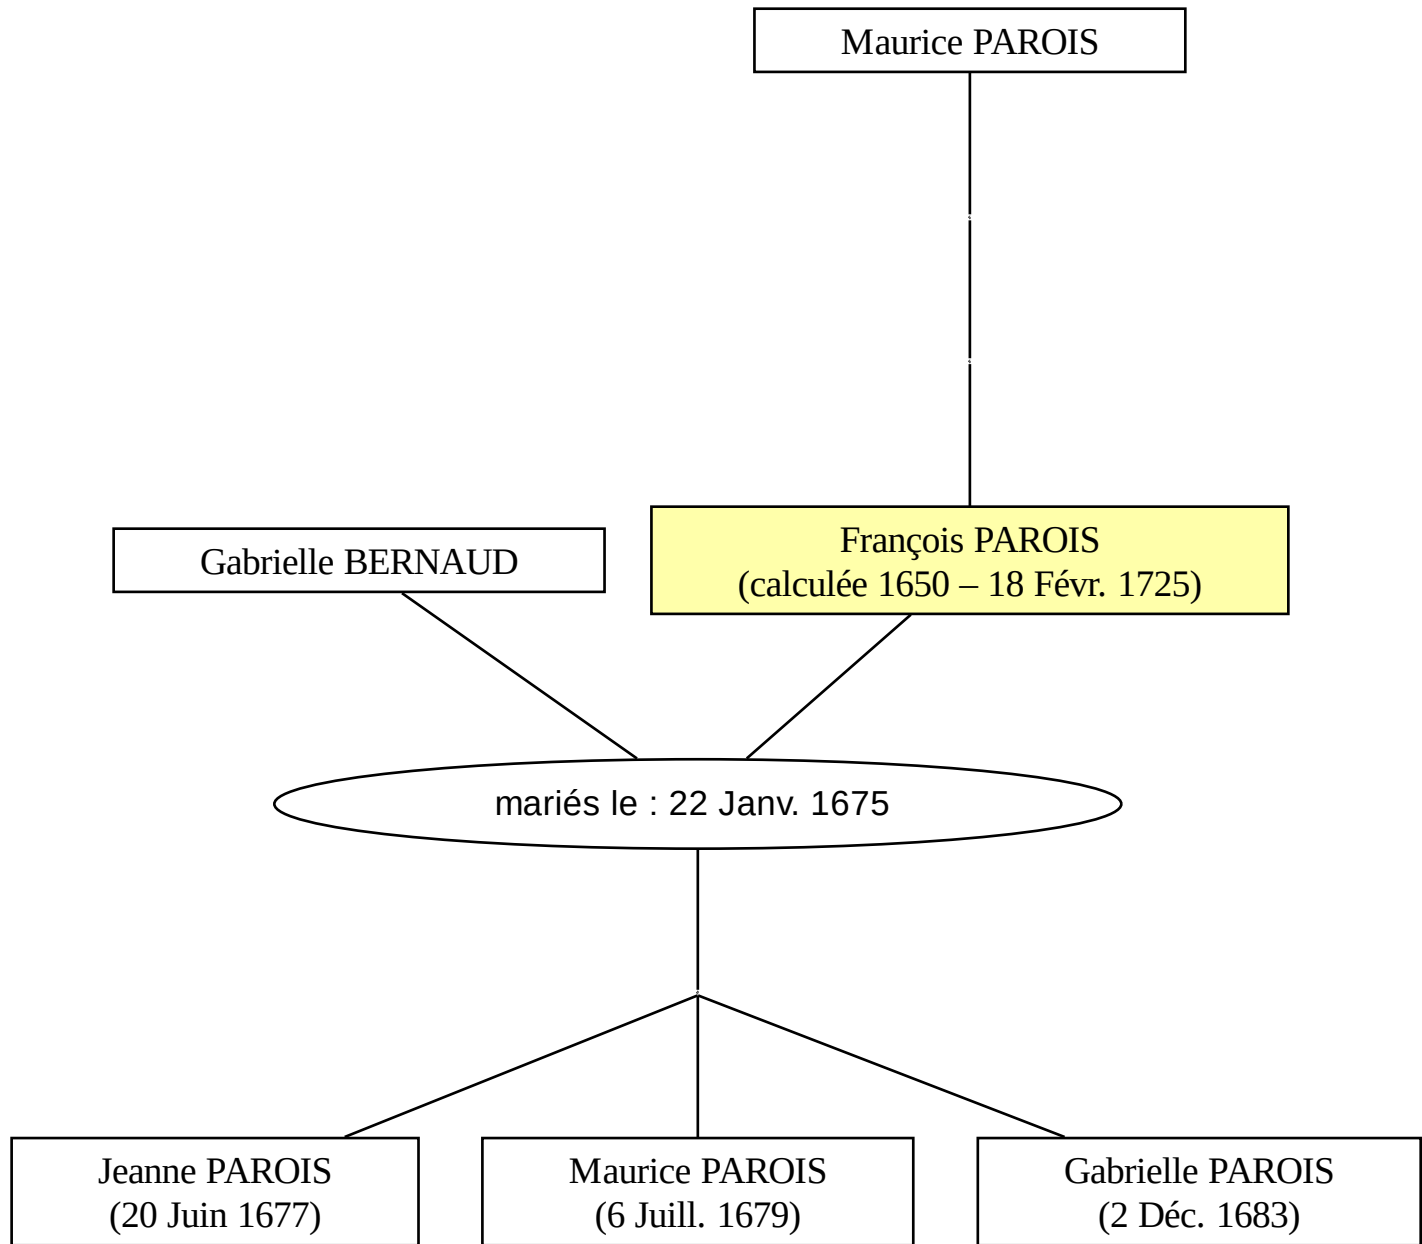 Maurice PAROIS
Gabrielle BERNAUD
François PAROIS
(calculée 1650 – 18 Févr. 1725)
mariés le : 22 Janv. 1675
Jeanne PAROIS
(20 Juin 1677)
Maurice PAROIS
(6 Juill. 1679)
Gabrielle PAROIS
(2 Déc. 1683)